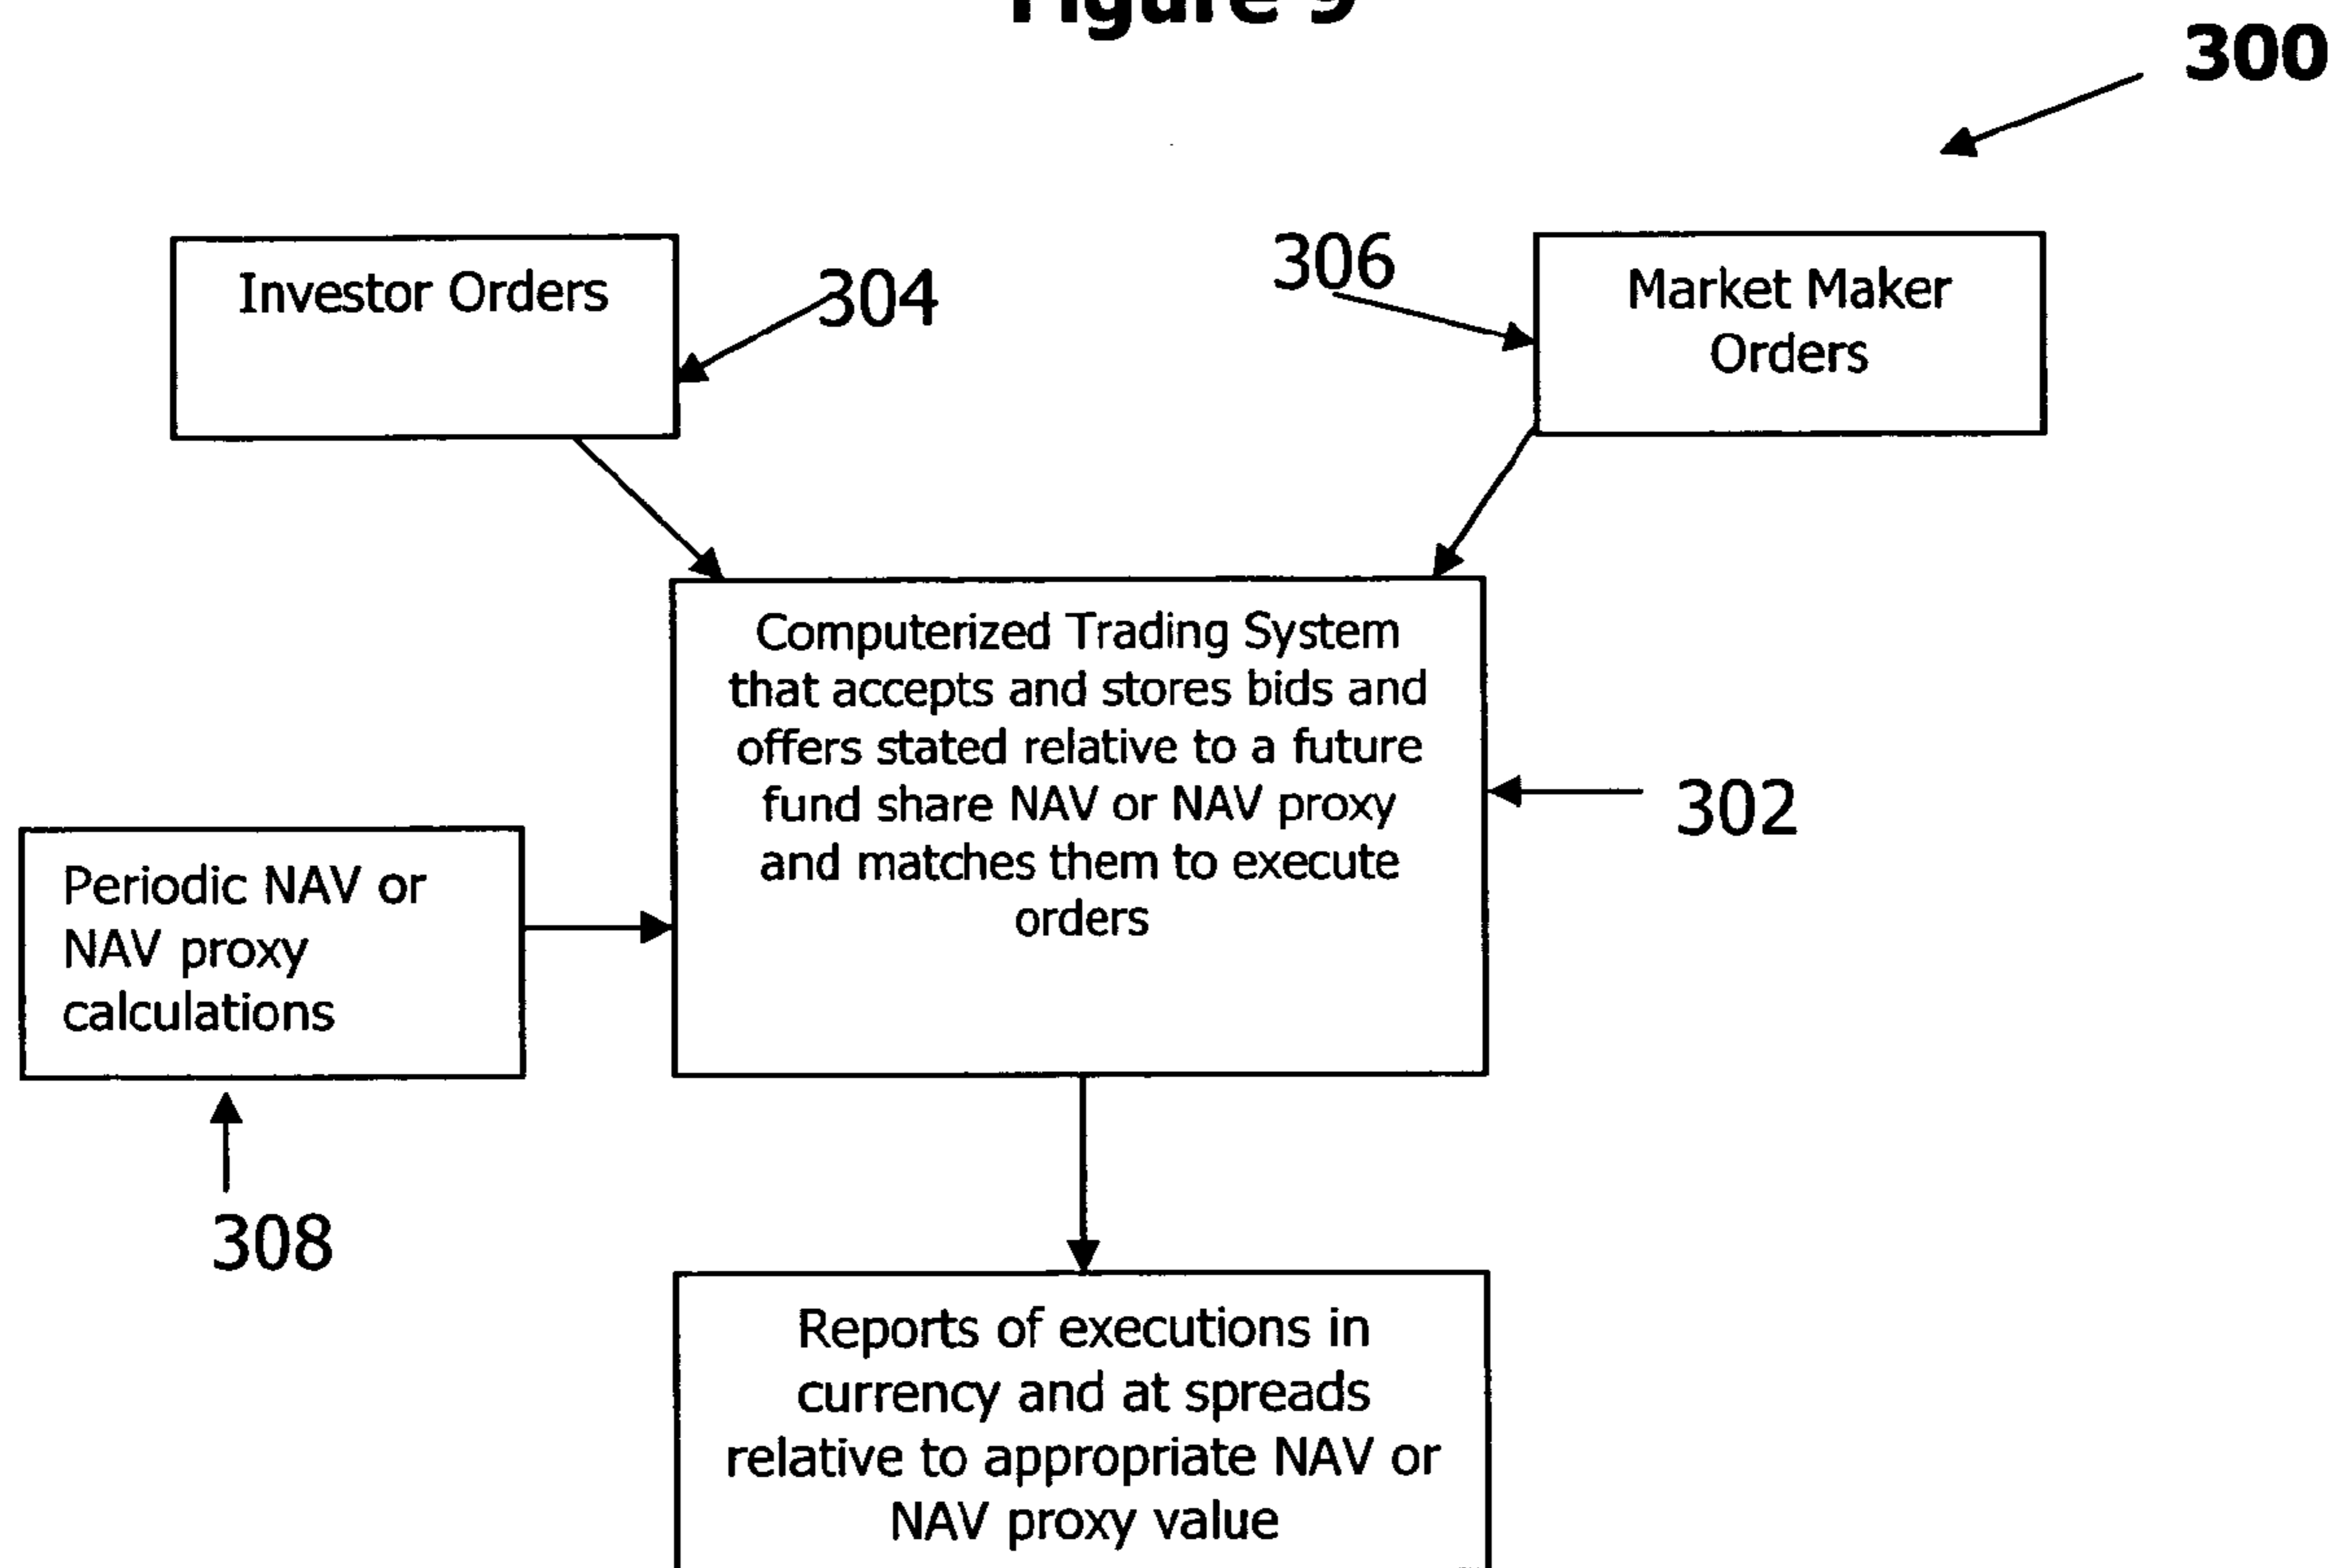 Figure 9
300
Investor Orders
304
306
Market Maker
Orders
Computerized Trading System
that accepts and stores bids and
offers stated relative to a future
fund share NAV or NAV proxy
and matches them to execute
orders
302
Periodic NAV or
NAV proxy
calculations
308
Reports of executions in
currency and at spreads
relative to appropriate NAV or
NAV proxy value